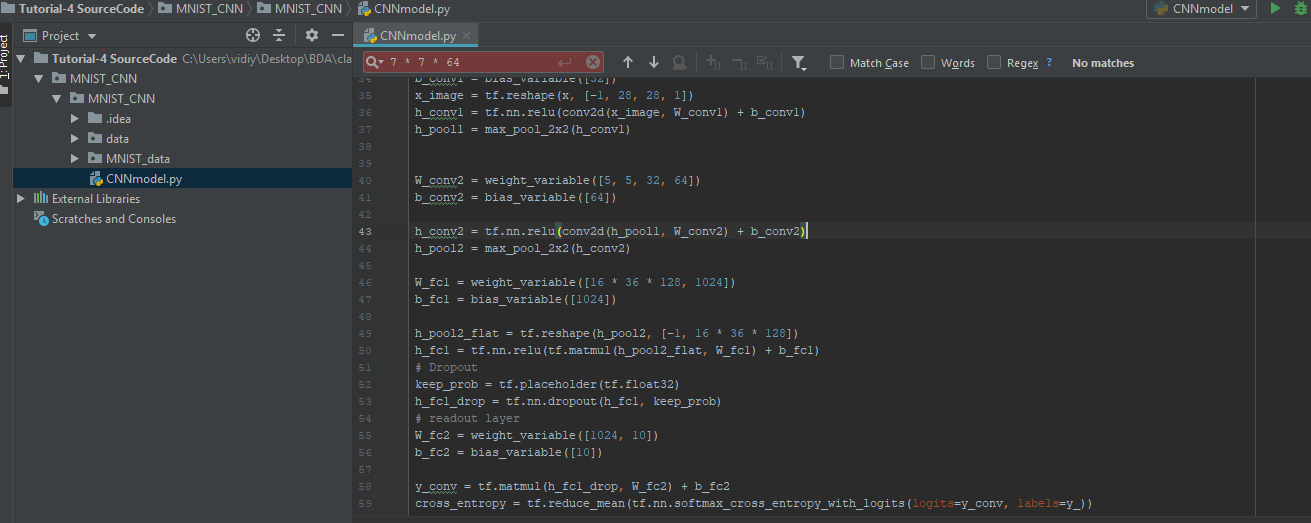 Tutorial-4 SourceCode MNIST_CNN MNIST_CNN CNNmodel.py CNNmodel
1: Project
Project
Tutorial-4 SourceCode C:\Users\vidiy\Desktop\BDA\cla
MNIST_CNN
MNIST_CNN
.idea
data
MNIST_data
CNNmodel.py
External Libraries
Scratches and Consoles
CNNmodel.py
7 * 7 * 64 Match Case Words Regex ? No matches
34 b_conv1 = bias_variable([32])
35 x_image = tf.reshape(x, [-1, 28, 28, 1])
36 h_conv1 = tf.nn.relu(conv2d(x_image, W_conv1) + b_conv1)
37 h_pool1 = max_pool_2x2(h_conv1)
38
39
40 W_conv2 = weight_variable([5, 5, 32, 64])
41 b_conv2 = bias_variable([64])
42
43 h_conv2 = tf.nn.relu(conv2d(h_pool1, W_conv2) + b_conv2)
44 h_pool2 = max_pool_2x2(h_conv2)
45
46 W_fc1 = weight_variable([16 * 36 * 128, 1024])
47 b_fc1 = bias_variable([1024])
48
49 h_pool2_flat = tf.reshape(h_pool2, [-1, 16 * 36 * 128])
50 h_fc1 = tf.nn.relu(tf.matmul(h_pool2_flat, W_fc1) + b_fc1)
51 # Dropout
52 keep_prob = tf.placeholder(tf.float32)
53 h_fc1_drop = tf.nn.dropout(h_fc1, keep_prob)
54 # readout layer
55 W_fc2 = weight_variable([1024, 10])
56 b_fc2 = bias_variable([10])
57
58 y_conv = tf.matmul(h_fc1_drop, W_fc2) + b_fc2
59 cross_entropy = tf.reduce_mean(tf.nn.softmax_cross_entropy_with_logits(logits=y_conv, labels=y_))